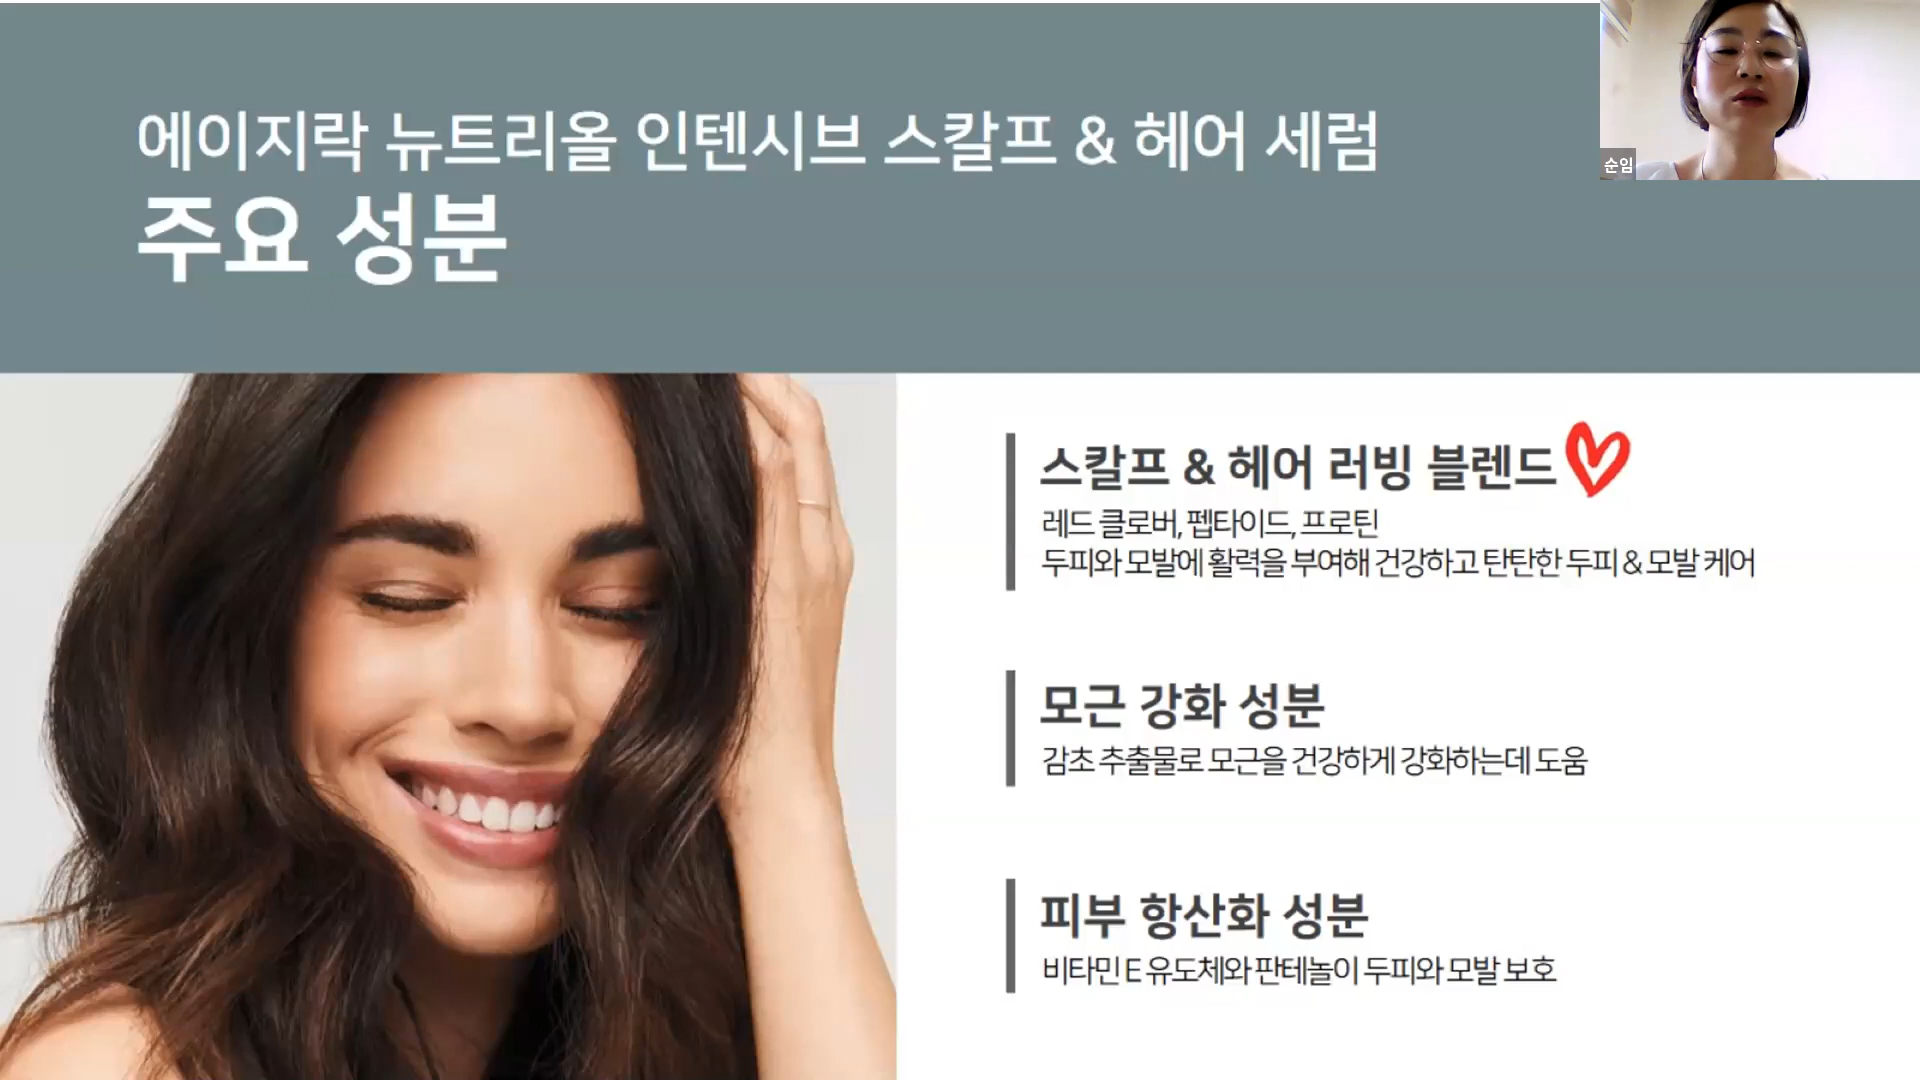 에이지락 뉴트리올 인텐시브 스칼프 & 헤어 세럼
주요 성분
순임
스칼프 & 헤어 러빙 블렌드
레드 클로버, 펩타이드, 프로틴
두피와 모발에 활력을 부여해 건강하고 탄탄한 두피 & 모발 케어
모근 강화 성분
감초 추출물로 모근을 건강하게 강화하는데 도움
피부 항산화 성분
비타민 E 유도체와 판테놀이 두피와 모발 보호